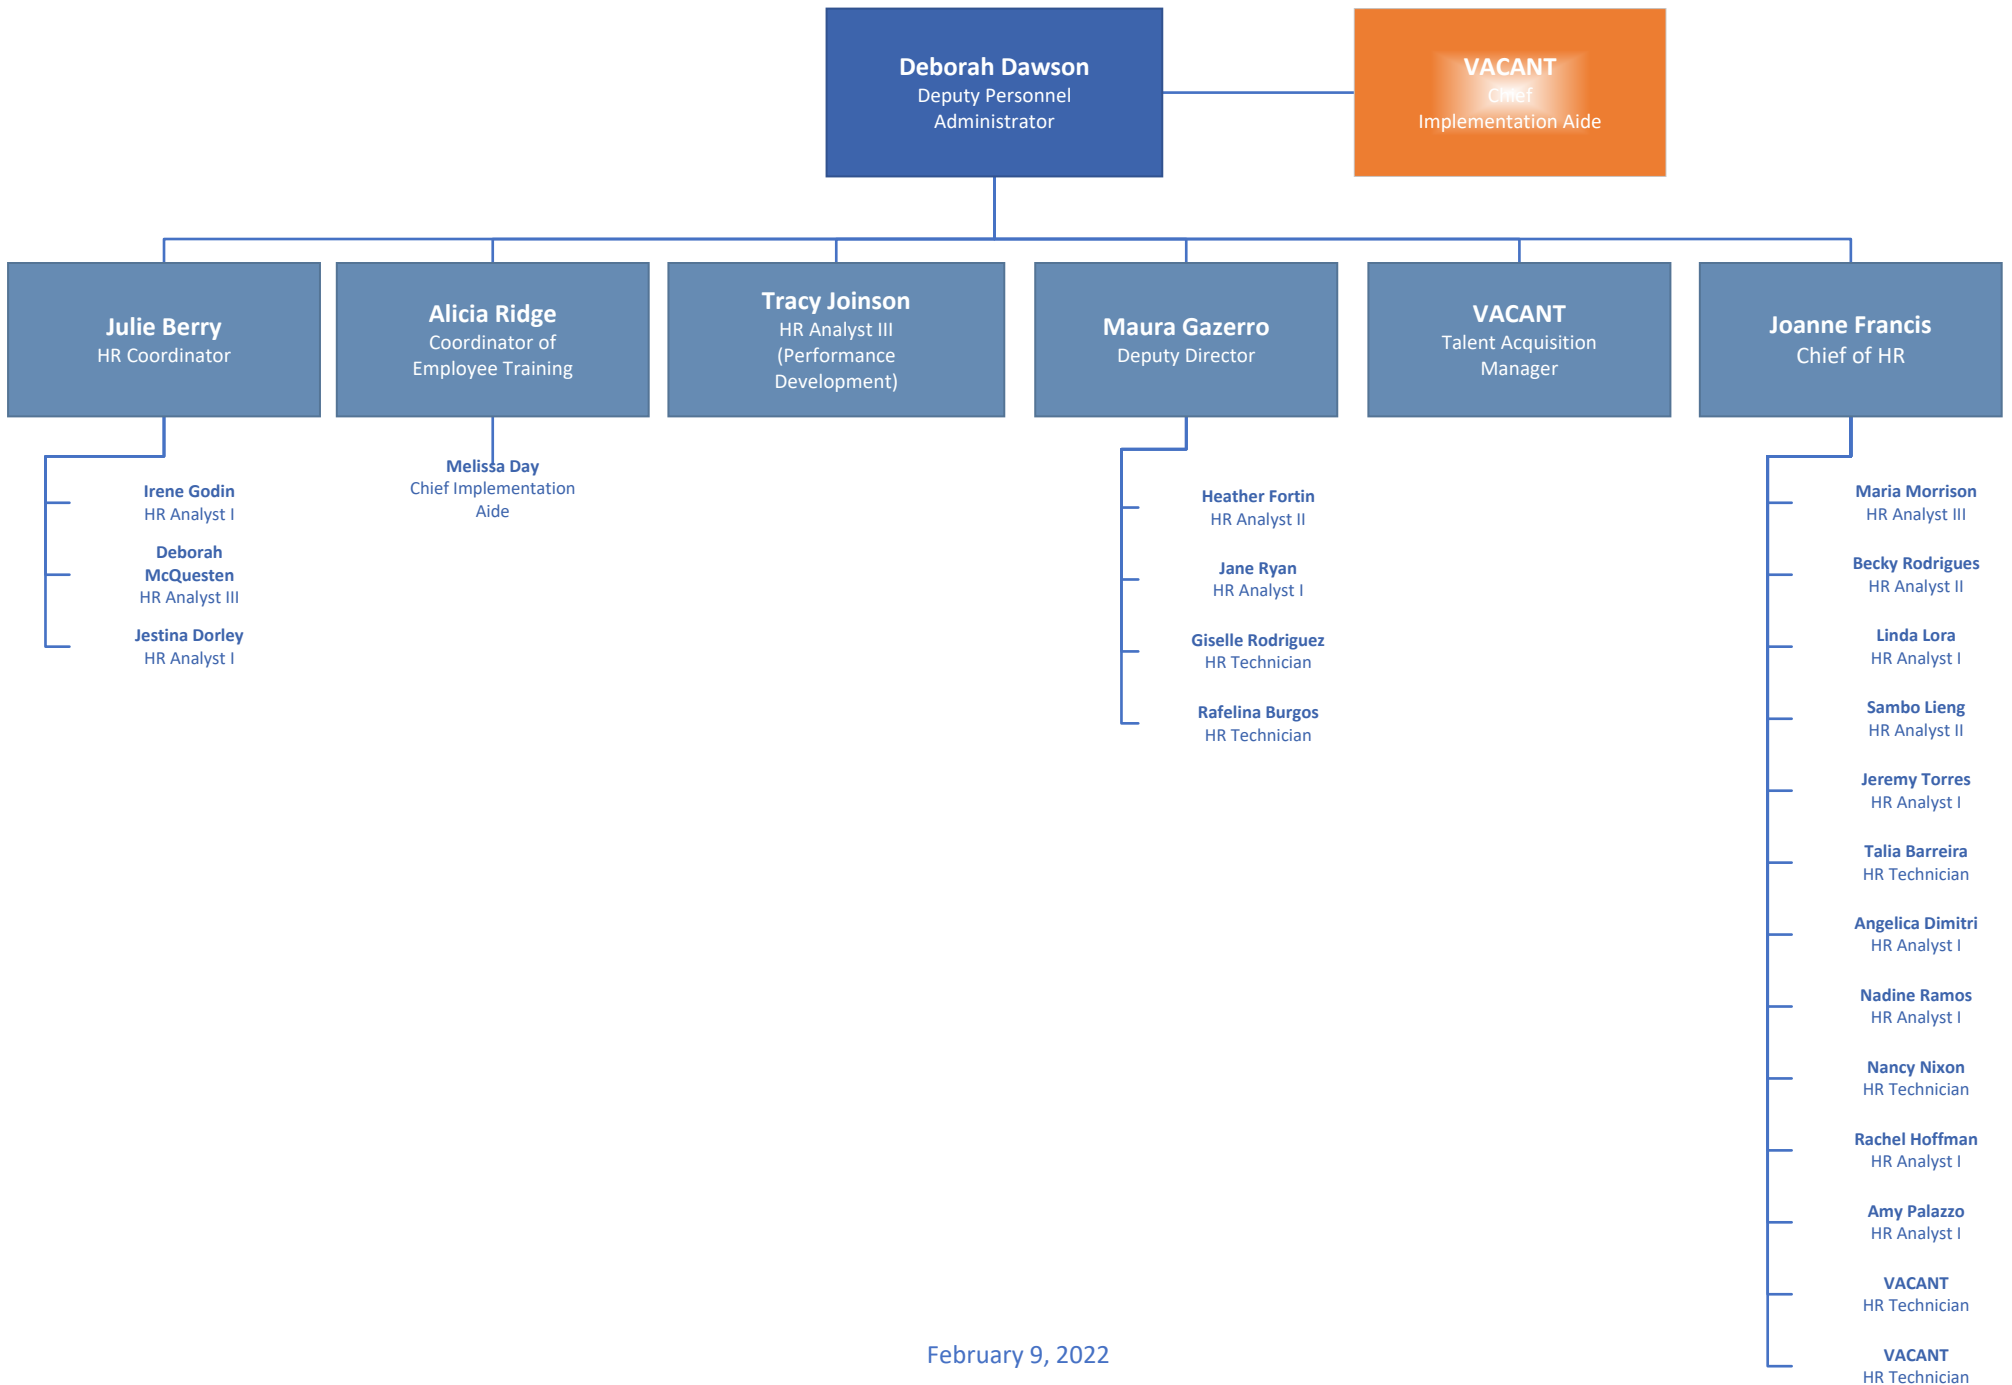 Deborah Dawson
Deputy Personnel
Administrator
VACANT
Chief
Implementation Aide
Julie Berry
HR Coordinator
Alicia Ridge
Coordinator of
Employee Training
Tracy Joinson
HR Analyst III
(Performance
Development)
Maura Gazerro
Deputy Director
VACANT
Talent Acquisition
Manager
Joanne Francis
Chief of HR
Irene Godin
HR Analyst I
Deborah
McQuesten
HR Analyst III
Jestina Dorley
HR Analyst I
Melissa Day
Chief Implementation
Aide
Heather Fortin
HR Analyst II
Jane Ryan
HR Analyst I
Giselle Rodriguez
HR Technician
Rafelina Burgos
HR Technician
Maria Morrison
HR Analyst III
Becky Rodrigues
HR Analyst II
Linda Lora
HR Analyst I
Sambo Lieng
HR Analyst II
Jeremy Torres
HR Analyst I
Talia Barreira
HR Technician
Angelica Dimitri
HR Analyst I
Nadine Ramos
HR Analyst I
Nancy Nixon
HR Technician
Rachel Hoffman
HR Analyst I
Amy Palazzo
HR Analyst I
VACANT
HR Technician
VACANT
HR Technician
February 9, 2022